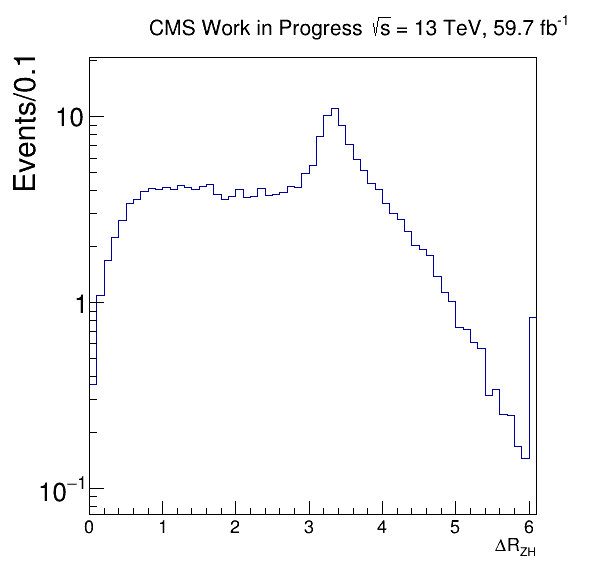 CMS Work in Progress √s = 13 TeV, 59.7 fb⁻¹
Events/0.1
10
1
10⁻¹
0 1 2 3 4 5 6
ΔR_ZH